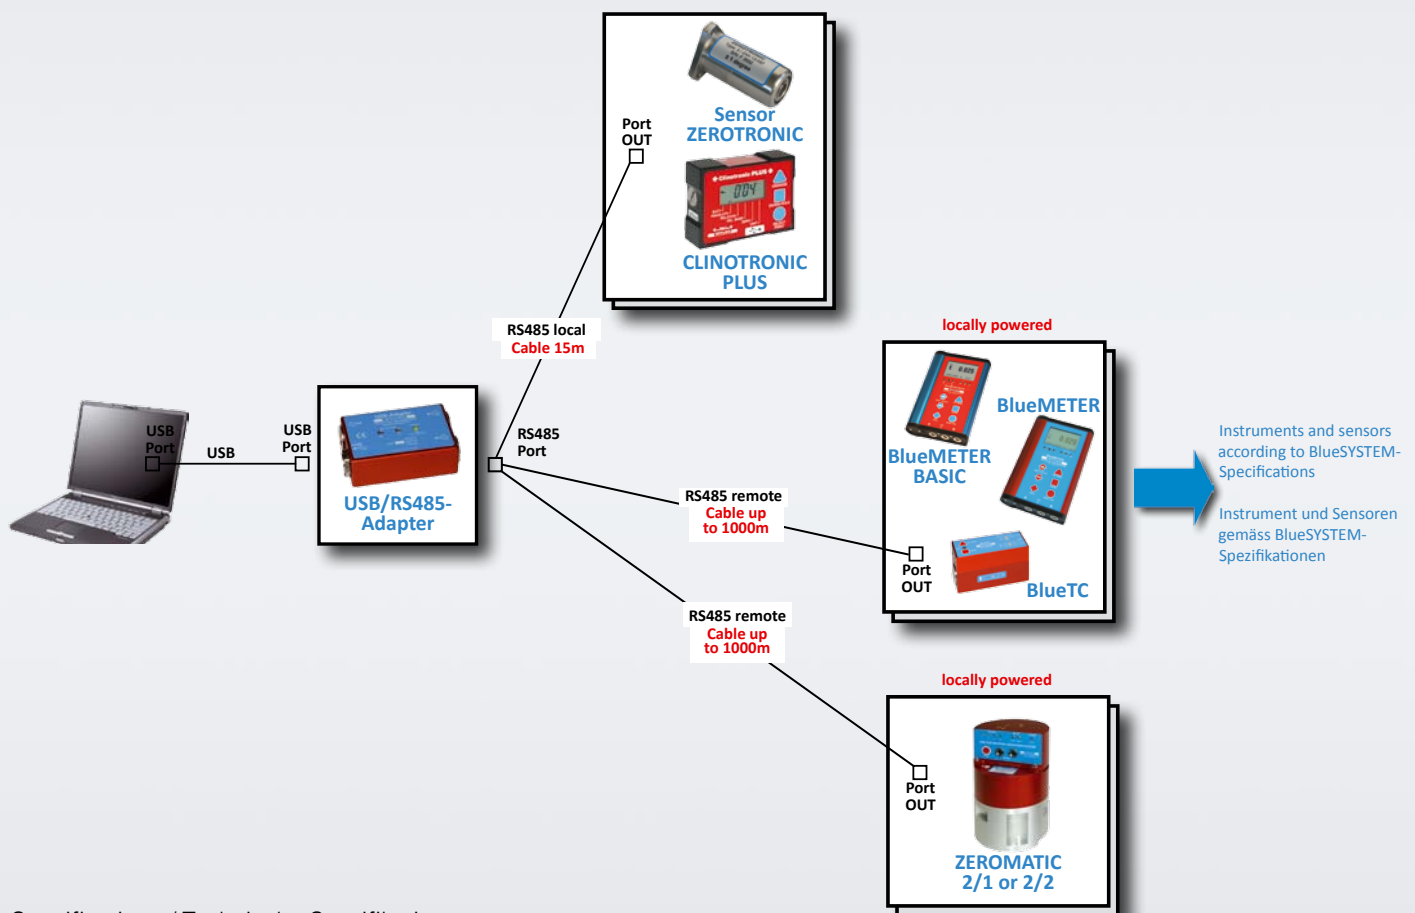 Port
OUT
Sensor
ZEROTRONIC
Clinotronic PLUS
CLINOTRONIC
PLUS
RS485 local
Cable 15m
locally powered
USB
Port
USB
USB
Port
USB/RS485-
Adapter
RS485
Port
RS485 remote
Cable up
to 1000m
BlueMETER
BlueMETER
BASIC
Port
OUT
BlueTC
Instruments and sensors
according to BlueSYSTEM-
Specifications
Instrument und Sensoren
gemäss BlueSYSTEM-
Spezifikationen
RS485 remote
Cable up
to 1000m
locally powered
Port
OUT
ZEROMATIC
2/1 or 2/2